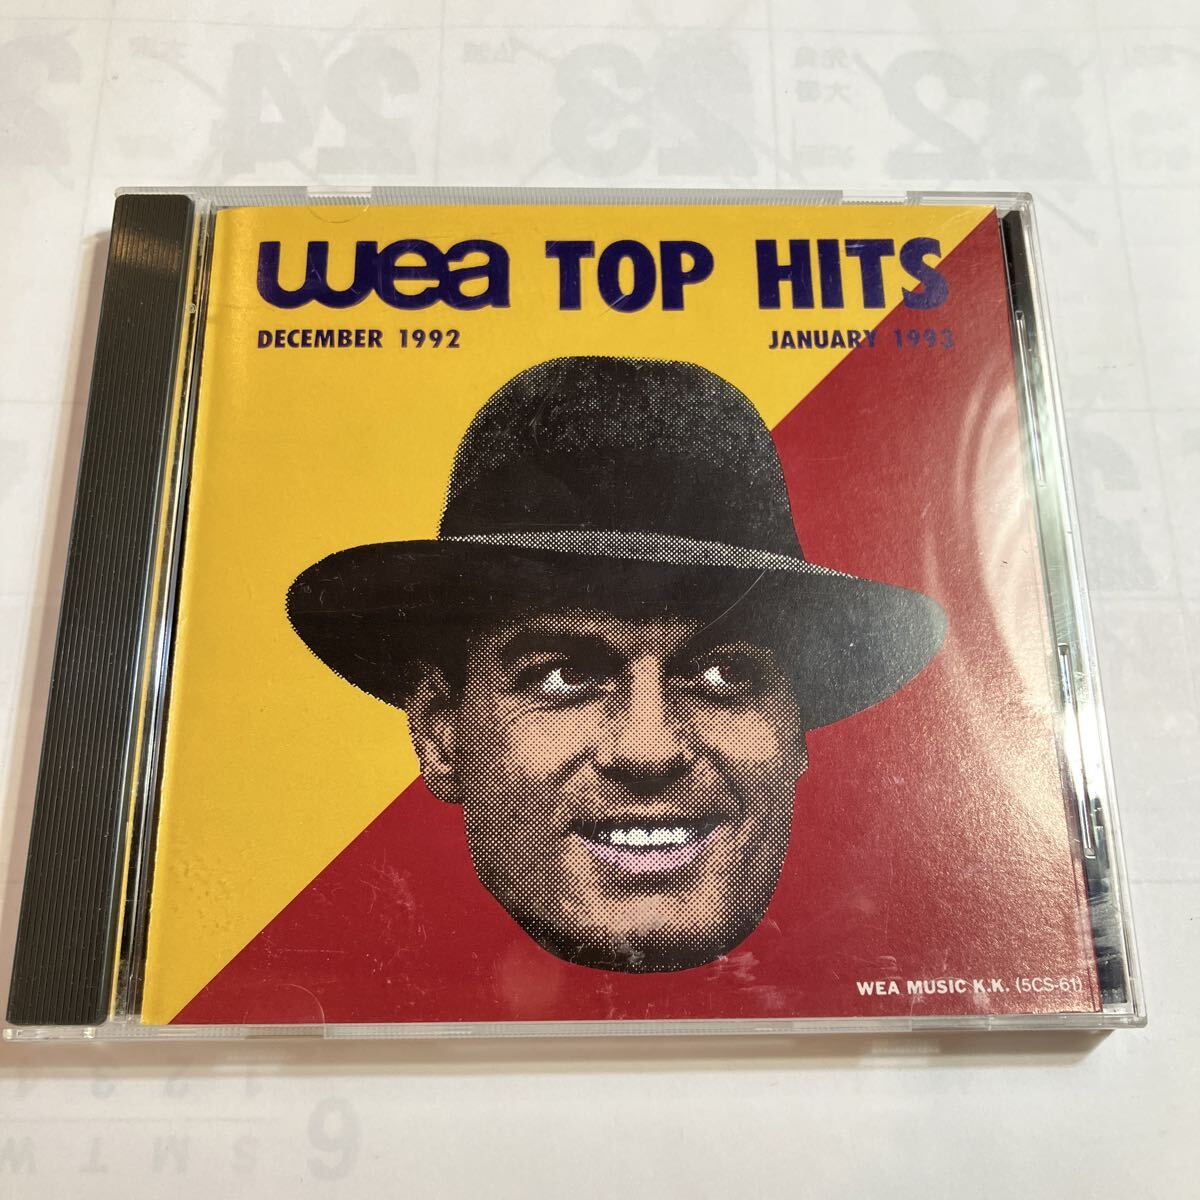 wea TOP HITS
DECEMBER 1992
JANUARY 1993
WEA MUSIC K.K. (5CS-61)